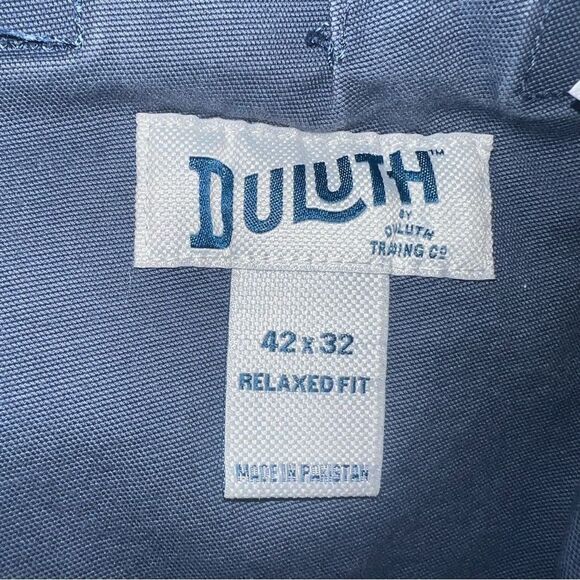 DULUTH™
BY
DULUTH
TRADING Co
42 x 32
RELAXED FIT
MADE IN PAKISTAN